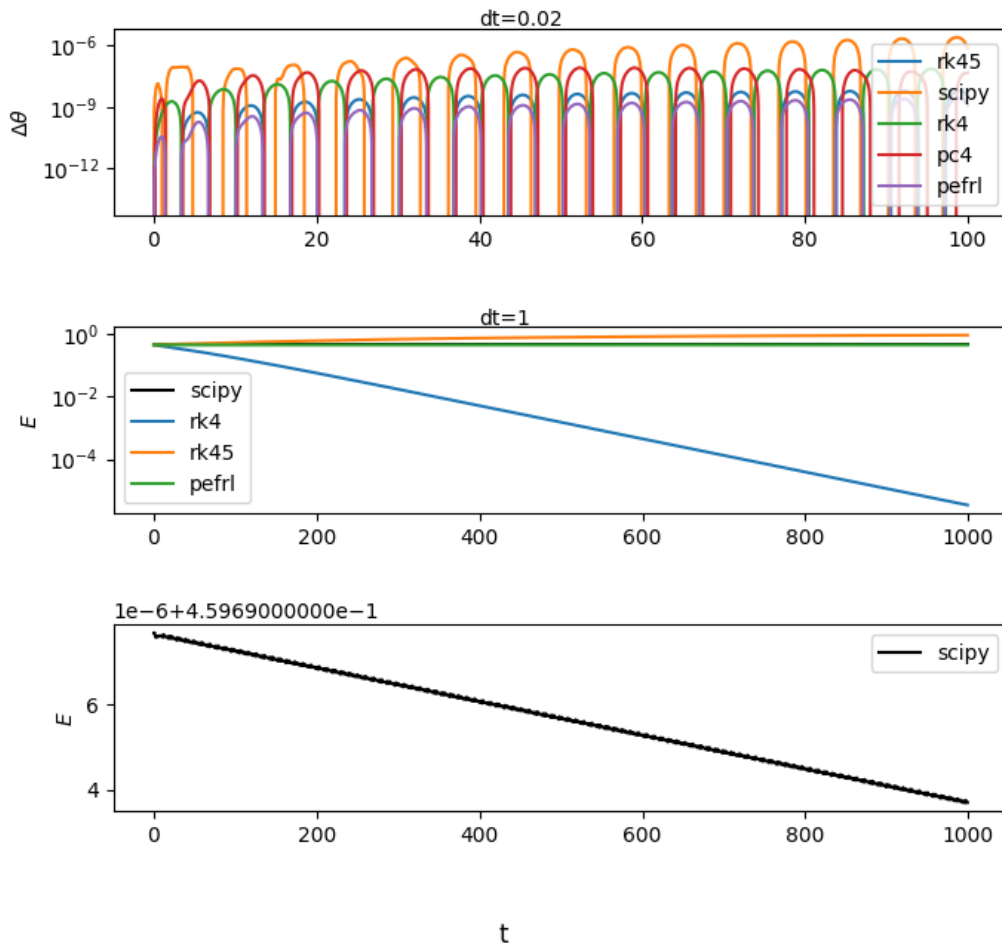 dt=0.02
10⁻⁶
10⁻⁹
10⁻¹²
Δθ
rk45
scipy
rk4
pc4
pefrl
0 20 40 60 80 100
dt=1
10⁰
10⁻²
10⁻⁴
E
scipy
rk4
rk45
pefrl
0 200 400 600 800 1000
1e−6+4.5969000000e−1
6
4
E
scipy
0 200 400 600 800 1000
t